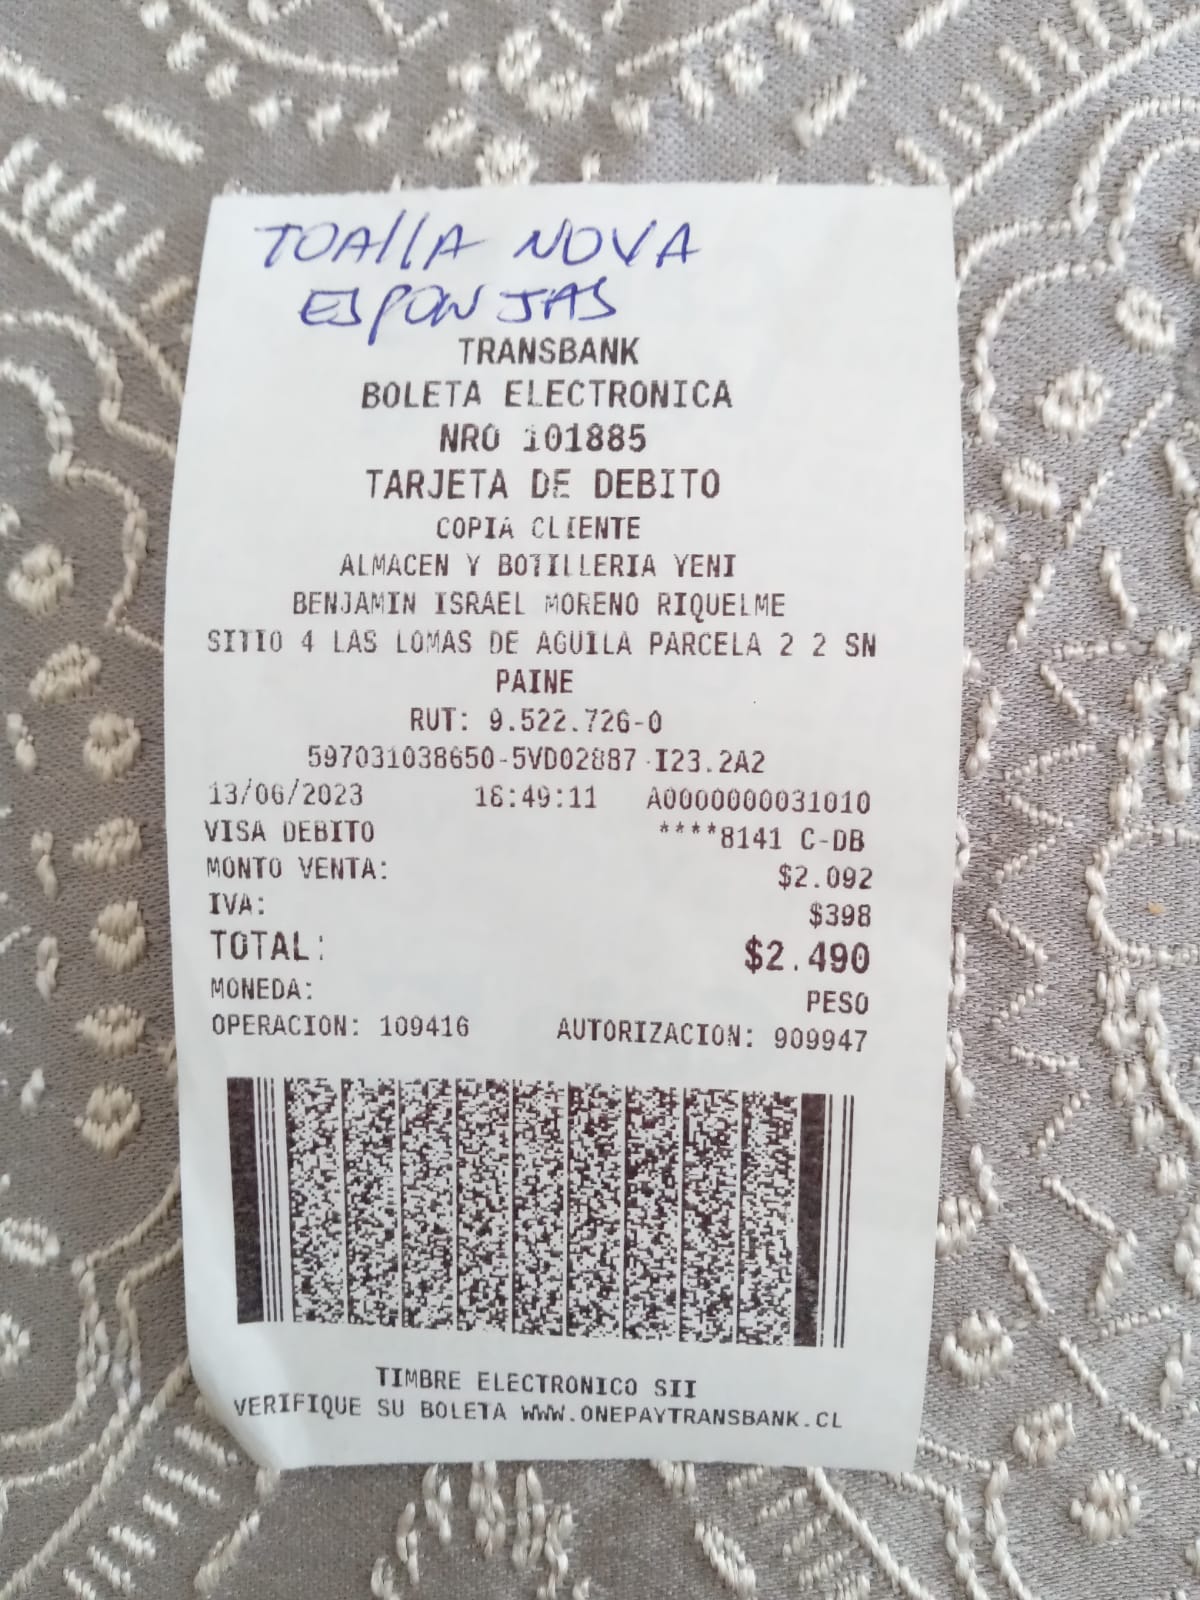 TOAllA NOVA
ESPONJAS
TRANSBANK
BOLETA ELECTRONICA
NRO 101885
TARJETA DE DEBITO
COPIA CLIENTE
ALMACEN Y BOTILLERIA YENI
BENJAMIN ISRAEL MORENO RIQUELME
SITIO 4 LAS LOMAS DE AGUILA PARCELA 2 2 SN
PAINE
RUT: 9.522.726-0
597031038650-5VD02887-I23.2A2
13/06/2023 18:49:11 A0000000031010
VISA DEBITO ****8141 C-DB
MONTO VENTA: $2.092
IVA: $398
TOTAL: $2.490
MONEDA: PESO
OPERACION: 109416 AUTORIZACION: 909947
TIMBRE ELECTRONICO SII
VERIFIQUE SU BOLETA WWW.ONEPAYTRANSBANK.CL